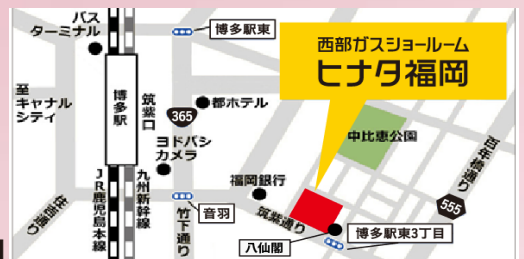 バス
ターミナル
博多駅東
西部ガスショールーム
ヒナタ福岡
至
キャナル
シティ
博多駅
筑紫口
365
都ホテル
中比恵公園
百年橋通り
ヨドバシ
カメラ
福岡銀行
住吉通り
JR鹿児島本線
九州新幹線
竹下通り
音羽
筑紫通り
555
八仙閣
博多駅東3丁目